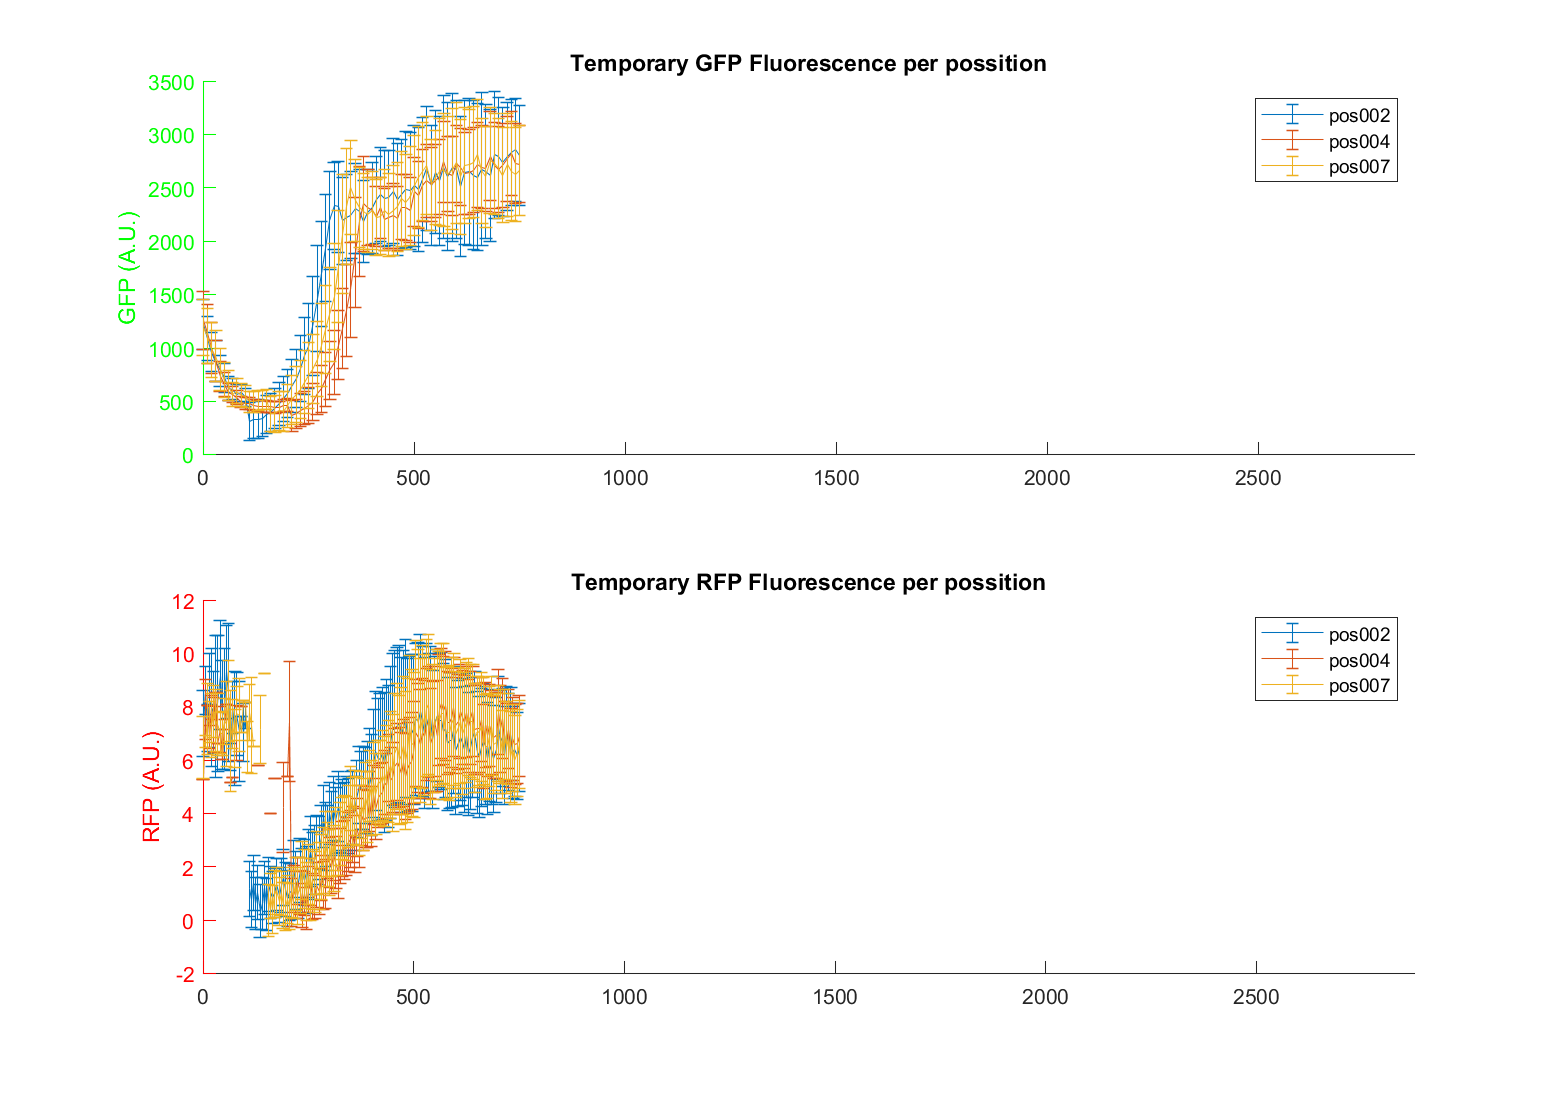 Temporary GFP Fluorescence per possition
3500
3000
2500
2000
1500
1000
500
0
GFP (A.U.)
0 500 1000 1500 2000 2500
pos002
pos004
pos007
Temporary RFP Fluorescence per possition
12
10
8
6
4
2
0
-2
RFP (A.U.)
0 500 1000 1500 2000 2500
pos002
pos004
pos007